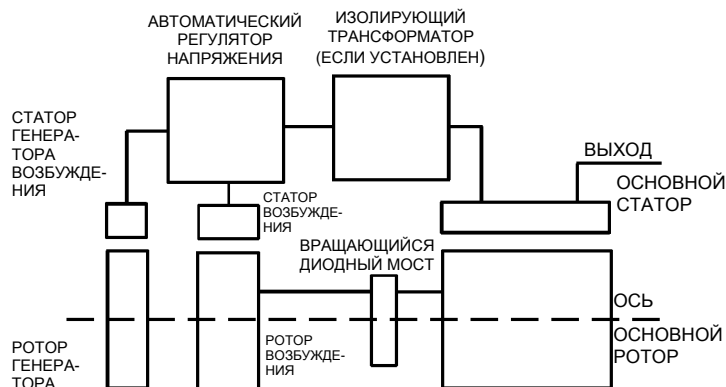 АВТОМАТИЧЕСКИЙ
РЕГУЛЯТОР
НАПРЯЖЕНИЯ
ИЗОЛИРУЮЩИЙ
ТРАНСФОРМАТОР
(ЕСЛИ УСТАНОВЛЕН)
СТАТОР
ГЕНЕРА-
ТОРА
ВОЗБУЖДЕ-
НИЯ
СТАТОР
ВОЗБУЖДЕ-
НИЯ
ВЫХОД
ОСНОВНОЙ
СТАТОР
ВРАЩАЮЩИЙСЯ
ДИОДНЫЙ МОСТ
ОСЬ
ОСНОВНОЙ
РОТОР
РОТОР
ВОЗБУЖДЕ-
НИЯ
РОТОР
ГЕНЕРА-
ТОРА